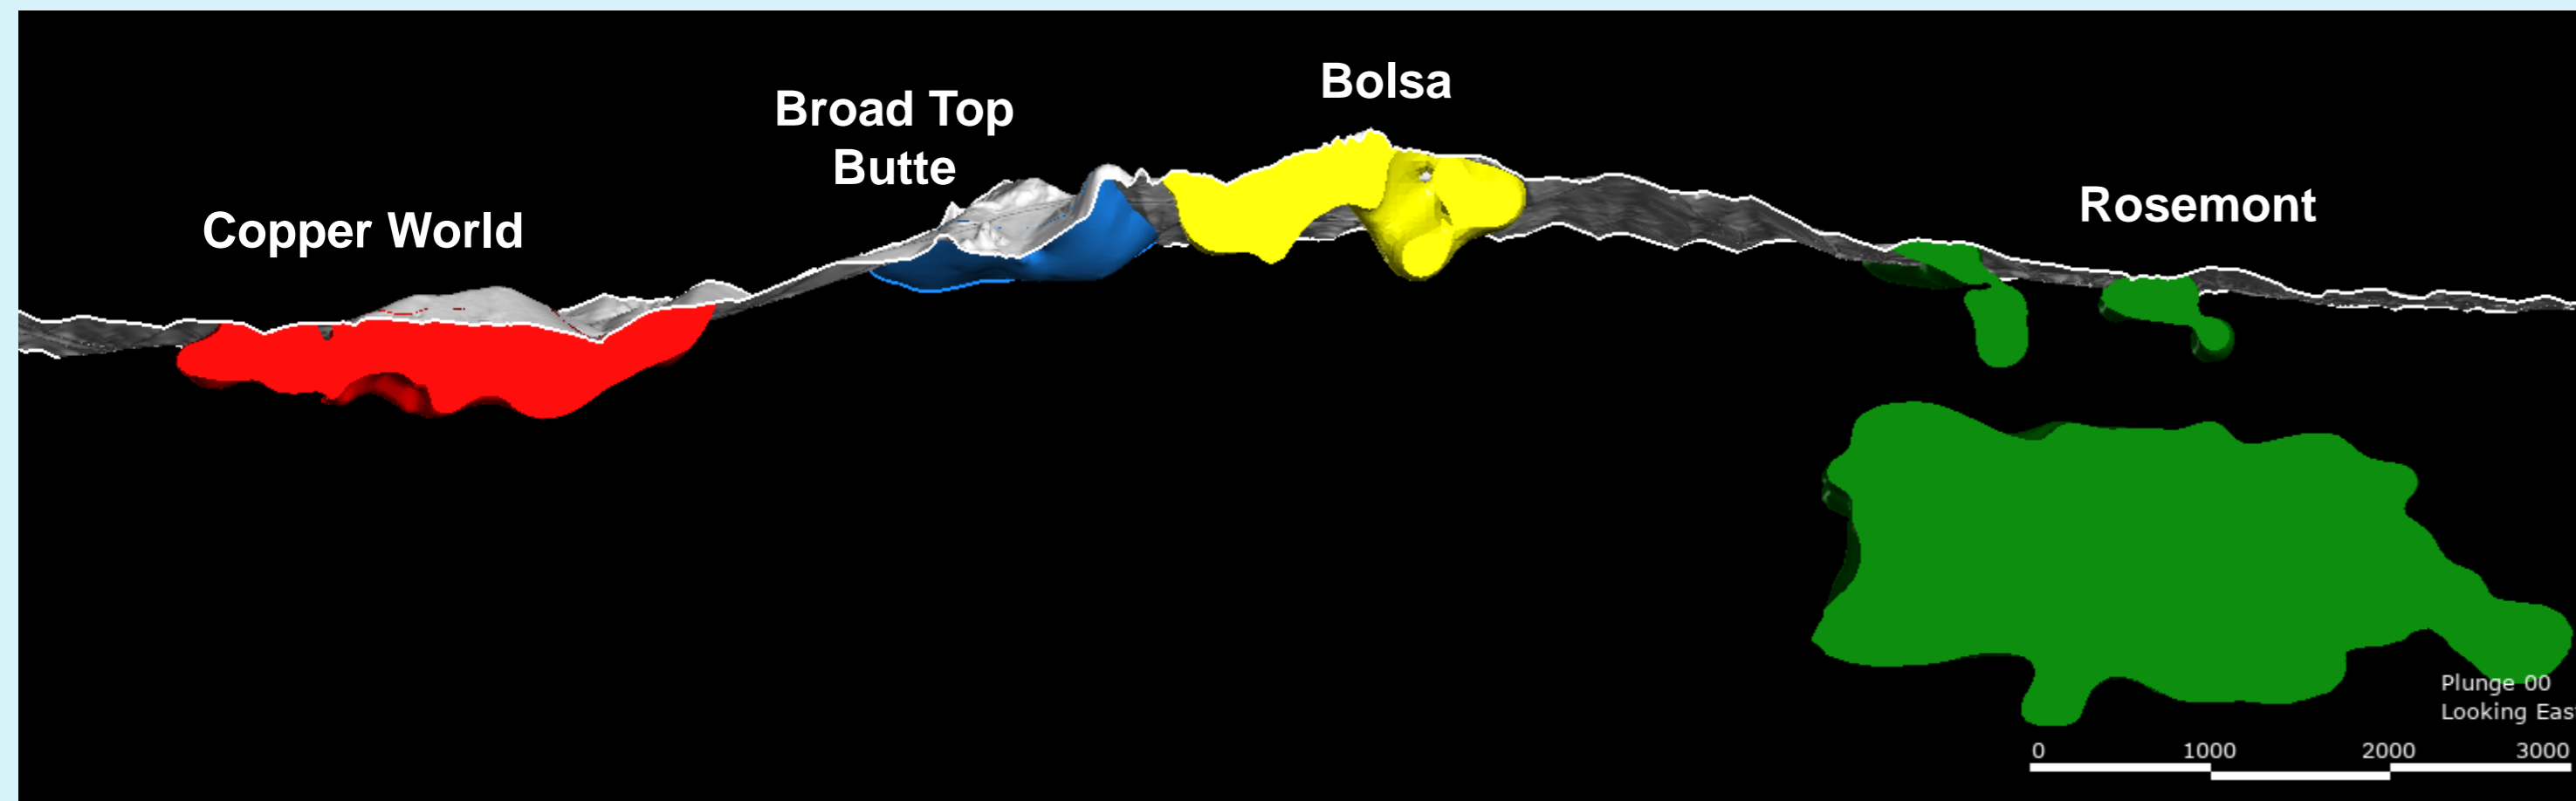 Bolsa
Broad Top
Butte
Rosemont
Copper World
Plunge 00
Looking Eas
0 1000 2000 3000